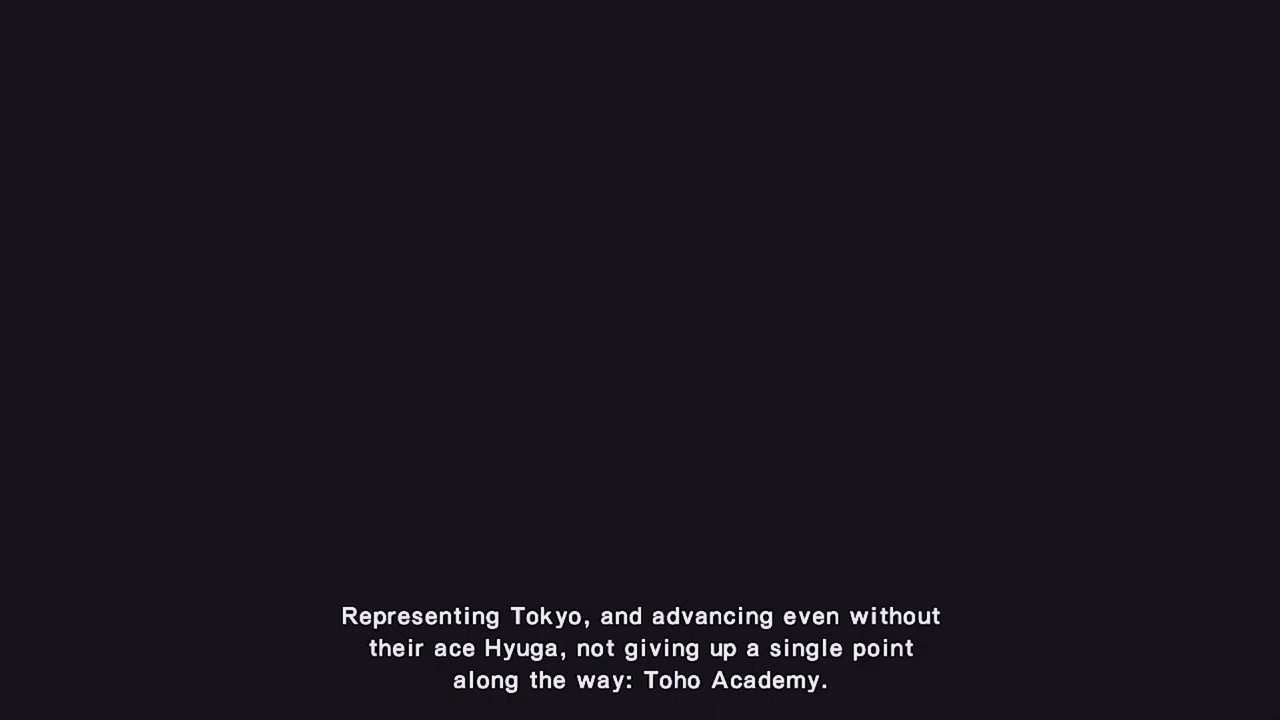 Representing Tokyo, and advancing even without
their ace Hyuga, not giving up a single point
along the way: Toho Academy.